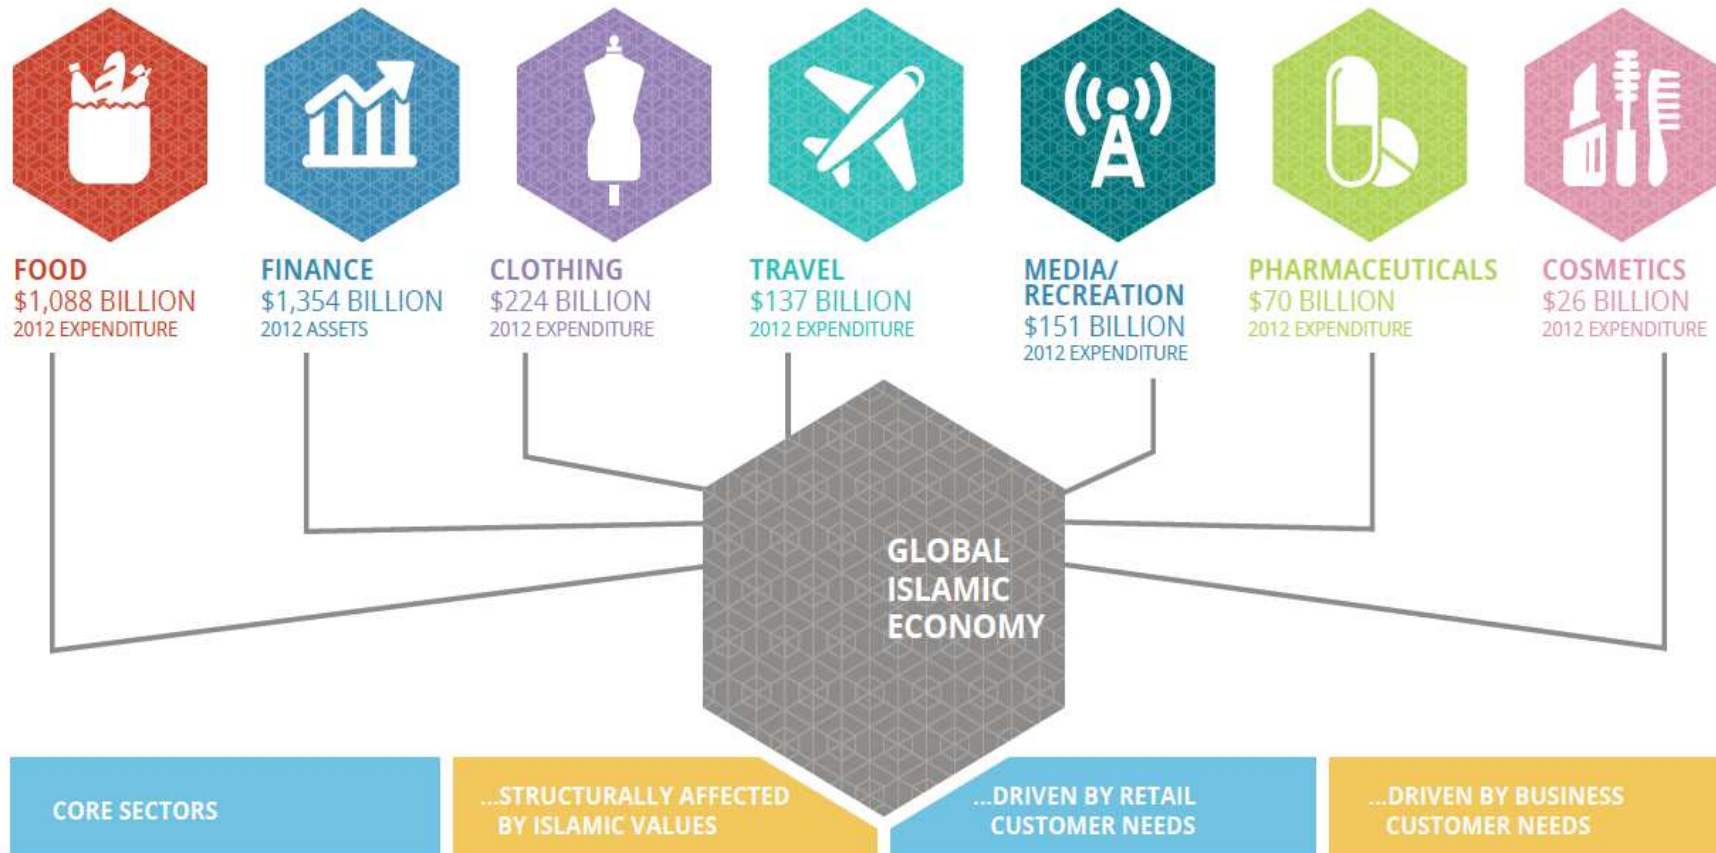 FOOD
$1,088 BILLION
2012 EXPENDITURE
FINANCE
$1,354 BILLION
2012 ASSETS
CLOTHING
$224 BILLION
2012 EXPENDITURE
TRAVEL
$137 BILLION
2012 EXPENDITURE
MEDIA/
RECREATION
$151 BILLION
2012 EXPENDITURE
PHARMACEUTICALS
$70 BILLION
2012 EXPENDITURE
COSMETICS
$26 BILLION
2012 EXPENDITURE
GLOBAL
ISLAMIC
ECONOMY
CORE SECTORS
...STRUCTURALLY AFFECTED
BY ISLAMIC VALUES
...DRIVEN BY RETAIL
CUSTOMER NEEDS
...DRIVEN BY BUSINESS
CUSTOMER NEEDS